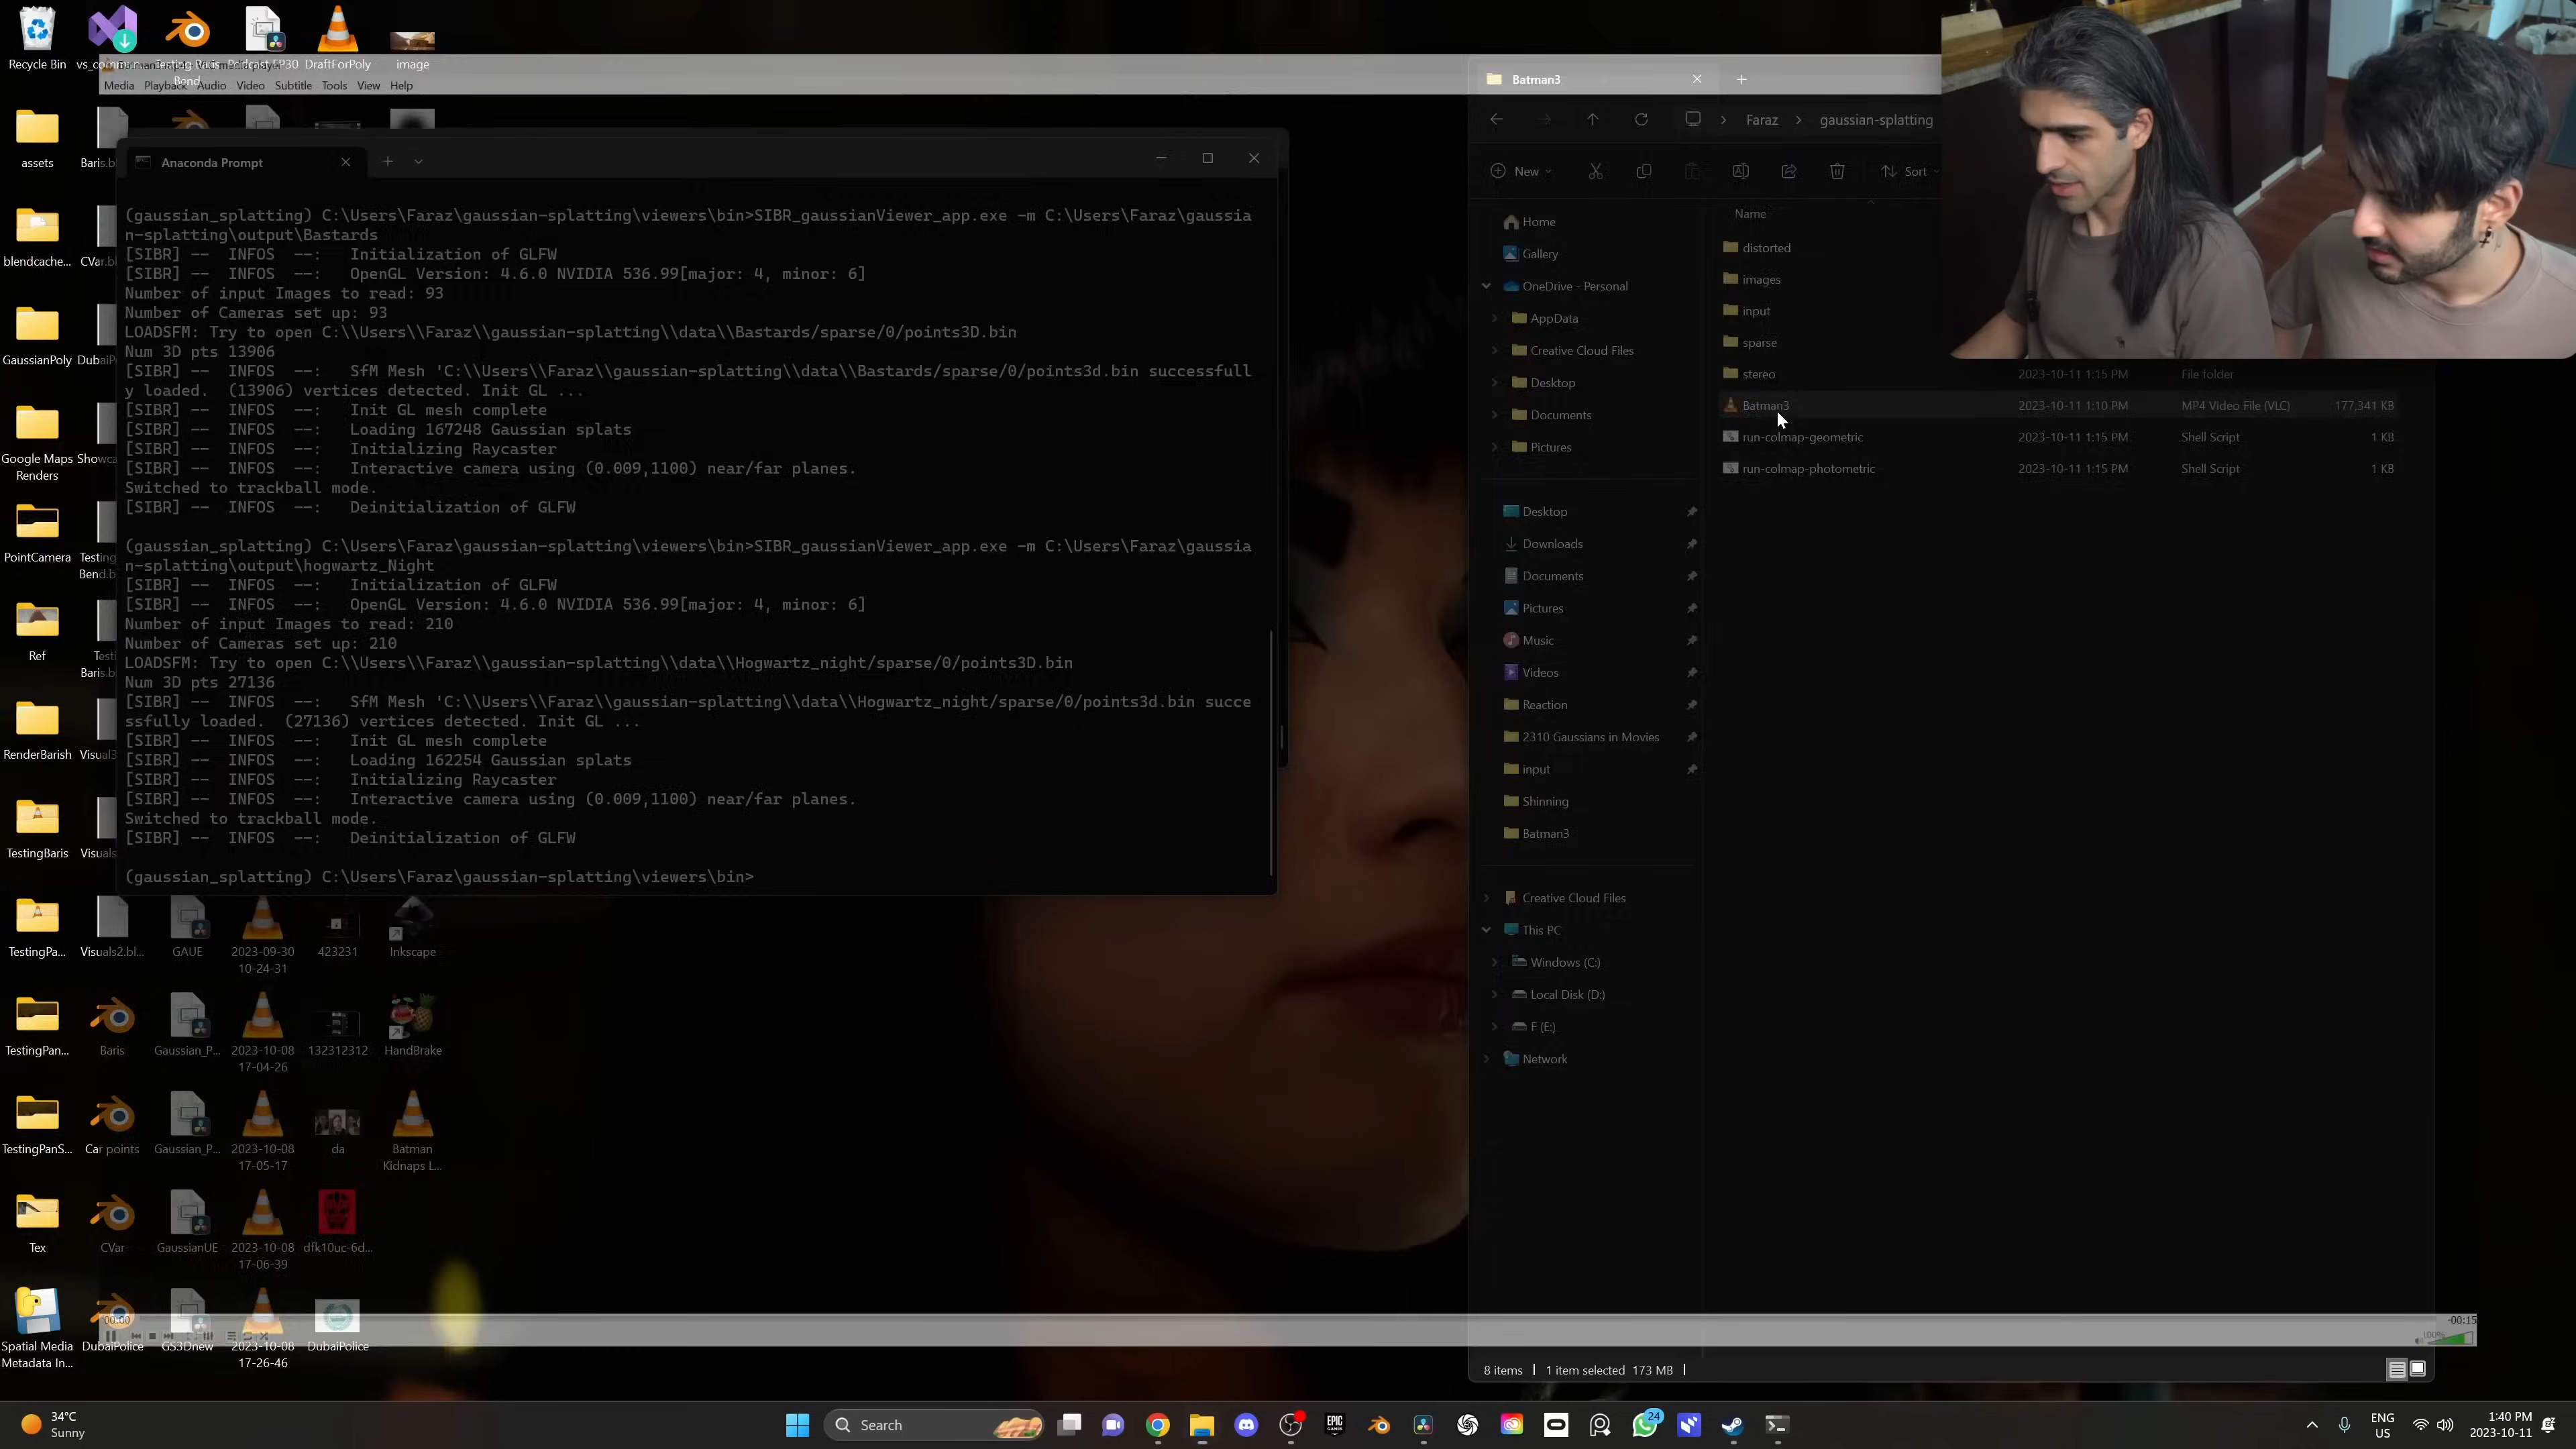 Recycle Bin
Testing Baris Bend
Podcast EP30
DraftForPoly
image
Media Playback Audio Video Subtitle Tools View Help
assets
blendcache...
GaussianPoly
Google Maps Renders
PointCamera
Ref
RenderBarish
TestingBaris
TestingPa...
Visuals2.bl...
GAUE
2023-09-30 10-24-31
423231
Inkscape
TestingPan...
Baris
Gaussian_P...
2023-10-08 17-04-26
132312312
HandBrake
TestingPanS...
Car points
Gaussian_P...
2023-10-08 17-05-17
da
Batman Kidnaps L...
Tex
CVar
GaussianUE
2023-10-08 17-06-39
dfk10uc-6d...
Spatial Media Metadata In...
DubaiPolice
GS3Dnew
2023-10-08 17-26-46
DubaiPolice
Anaconda Prompt
(gaussian_splatting) C:\Users\Faraz\gaussian-splatting\viewers\bin>SIBR_gaussianViewer_app.exe -m C:\Users\Faraz\gaussia
n-splatting\output\Bastards
[SIBR] -- INFOS --: Initialization of GLFW
[SIBR] -- INFOS --: OpenGL Version: 4.6.0 NVIDIA 536.99[major: 4, minor: 6]
Number of input Images to read: 93
Number of Cameras set up: 93
LOADSFM: Try to open C:\\Users\\Faraz\\gaussian-splatting\\data\\Bastards/sparse/0/points3D.bin
Num 3D pts 13906
[SIBR] -- INFOS --: SfM Mesh 'C:\\Users\\Faraz\\gaussian-splatting\\data\\Bastards/sparse/0/points3d.bin successfull
y loaded. (13906) vertices detected. Init GL ...
[SIBR] -- INFOS --: Init GL mesh complete
[SIBR] -- INFOS --: Loading 167248 Gaussian splats
[SIBR] -- INFOS --: Initializing Raycaster
[SIBR] -- INFOS --: Interactive camera using (0.009,1100) near/far planes.
Switched to trackball mode.
[SIBR] -- INFOS --: Deinitialization of GLFW
(gaussian_splatting) C:\Users\Faraz\gaussian-splatting\viewers\bin>SIBR_gaussianViewer_app.exe -m C:\Users\Faraz\gaussia
n-splatting\output\hogwartz_Night
[SIBR] -- INFOS --: Initialization of GLFW
[SIBR] -- INFOS --: OpenGL Version: 4.6.0 NVIDIA 536.99[major: 4, minor: 6]
Number of input Images to read: 210
Number of Cameras set up: 210
LOADSFM: Try to open C:\\Users\\Faraz\\gaussian-splatting\\data\\Hogwartz_night/sparse/0/points3D.bin
Num 3D pts 27136
[SIBR] -- INFOS --: SfM Mesh 'C:\\Users\\Faraz\\gaussian-splatting\\data\\Hogwartz_night/sparse/0/points3d.bin succe
ssfully loaded. (27136) vertices detected. Init GL ...
[SIBR] -- INFOS --: Init GL mesh complete
[SIBR] -- INFOS --: Loading 162254 Gaussian splats
[SIBR] -- INFOS --: Initializing Raycaster
[SIBR] -- INFOS --: Interactive camera using (0.009,1100) near/far planes.
Switched to trackball mode.
[SIBR] -- INFOS --: Deinitialization of GLFW
(gaussian_splatting) C:\Users\Faraz\gaussian-splatting\viewers\bin>
Batman3
Faraz > gaussian-splatting
New
Sort
Home
Gallery
OneDrive - Personal
AppData
Creative Cloud Files
Desktop
Documents
Pictures
Desktop
Downloads
Documents
Pictures
Music
Videos
Reaction
2310 Gaussians in Movies
input
Shinning
Batman3
Creative Cloud Files
This PC
Windows (C:)
Local Disk (D:)
F (E:)
Network
Name
distorted
images
input
sparse
stereo 2023-10-11 1:15 PM File folder
Batman3 2023-10-11 1:10 PM MP4 Video File (VLC) 177,341 KB
run-colmap-geometric 2023-10-11 1:15 PM Shell Script 1 KB
run-colmap-photometric 2023-10-11 1:15 PM Shell Script 1 KB
8 items 1 item selected 173 MB
00:00
-00:15
100%
34°C
Sunny
Search
EPIC GAMES
24
ENG
US
1:40 PM
2023-10-11